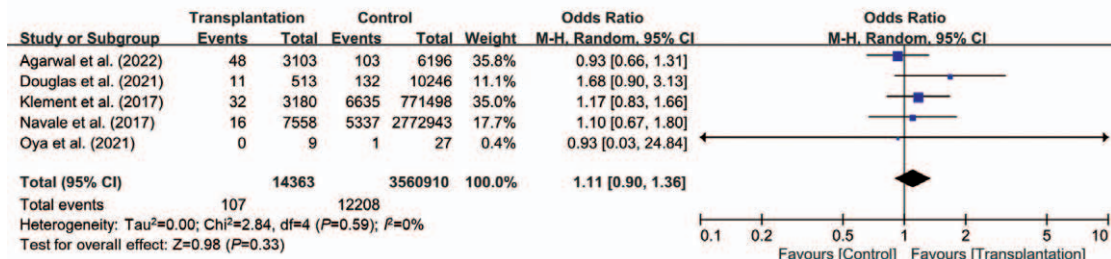 Transplantation Control Odds Ratio Odds Ratio
Study or Subgroup Events Total Events Total Weight M-H, Random, 95% CI M-H, Random, 95% CI
Agarwal et al. (2022) 48 3103 103 6196 35.8% 0.93 [0.66, 1.31]
Douglas et al. (2021) 11 513 132 10246 11.1% 1.68 [0.90, 3.13]
Klement et al. (2017) 32 3180 6635 771498 35.0% 1.17 [0.83, 1.66]
Navale et al. (2017) 16 7558 5337 2772943 17.7% 1.10 [0.67, 1.80]
Oya et al. (2021) 0 9 1 27 0.4% 0.93 [0.03, 24.84]
Total (95% CI) 14363 3560910 100.0% 1.11 [0.90, 1.36]
Total events 107 12208
Heterogeneity: Tau²=0.00; Chi²=2.84, df=4 (P=0.59); I²=0%
Test for overall effect: Z=0.98 (P=0.33)
0.1 0.2 0.5 1 2 5 10
Favours [Control] Favours [Transplantation]